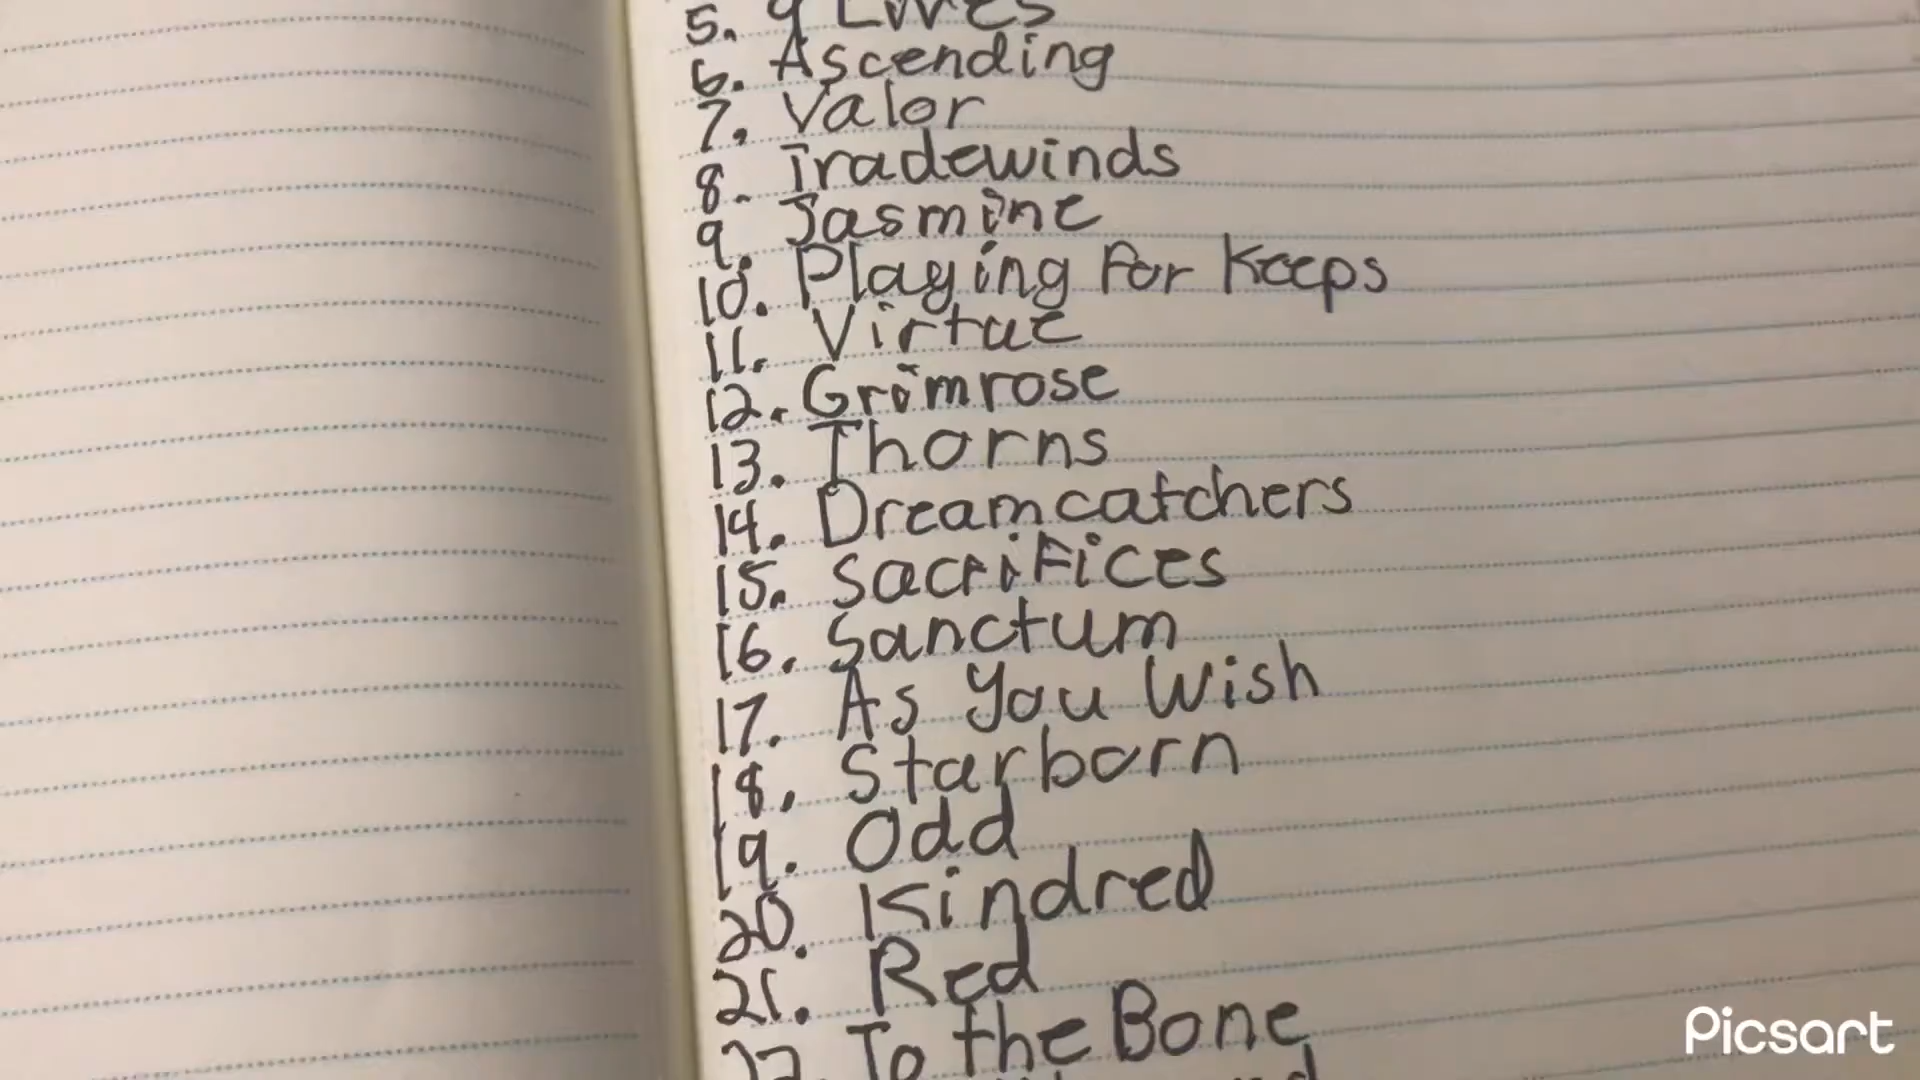 5. 9 Lives
6. Ascending
7. Valor
8. Tradewinds
9. Jasmine
10. Playing For Keeps
11. Virtue
12. Grimrose
13. Thorns
14. Dreamcatchers
15. Sacrifices
16. Sanctum
17. As You Wish
18. Starborn
19. Odd
20. Kindred
21. Red
22. To the Bone
Picsart